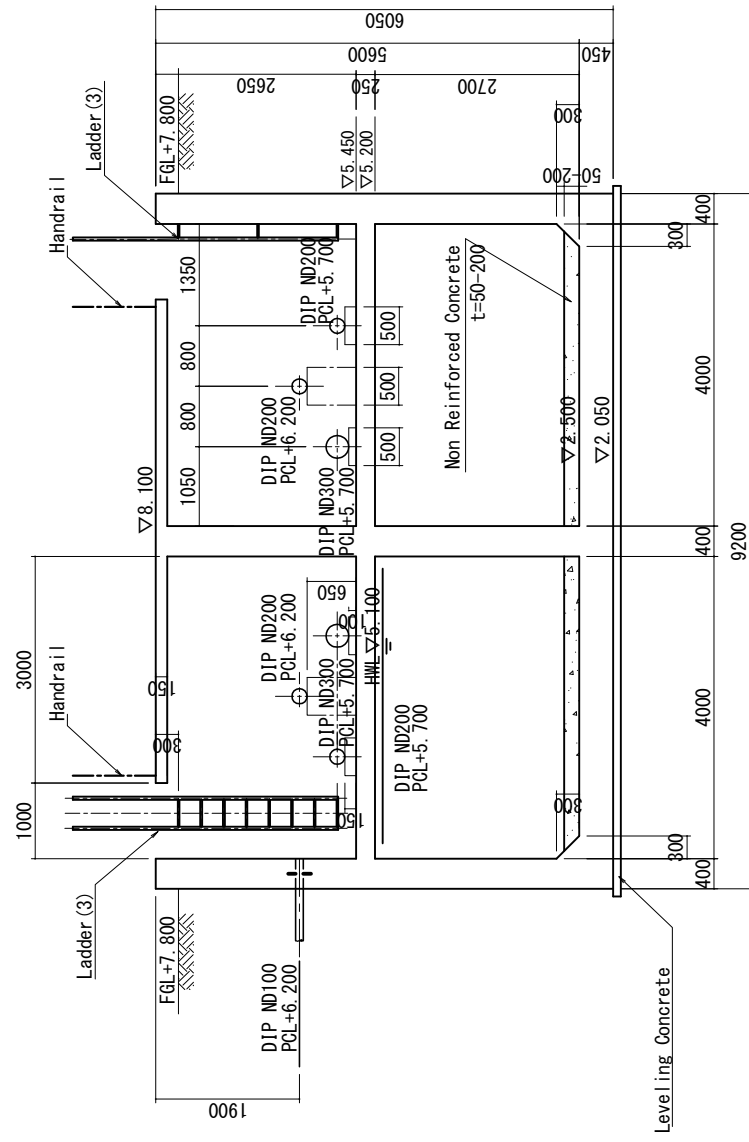 6050
5600
450
2650
250
2700
300
50-200
Ladder(3)
FGL+7.800
▽5.450
▽5.200
Handrail
400
300
1350
DIP ND200
PCL+5.700
500
Non Reinforced Concrete
t=50-200
800
DIP ND200
PCL+6.200
500
800
4000
▽2.500
▽2.050
▽8.100
1050
DIP ND300
PCL+5.700
500
400
9200
3000
Handrail
150
300
650
100
DIP ND200
PCL+6.200
HWL ▽5.100
DIP ND300
PCL+5.700
DIP ND200
PCL+5.700
4000
1000
150
300
300
400
Ladder(3)
FGL+7.800
DIP ND100
PCL+6.200
1900
Leveling Concrete